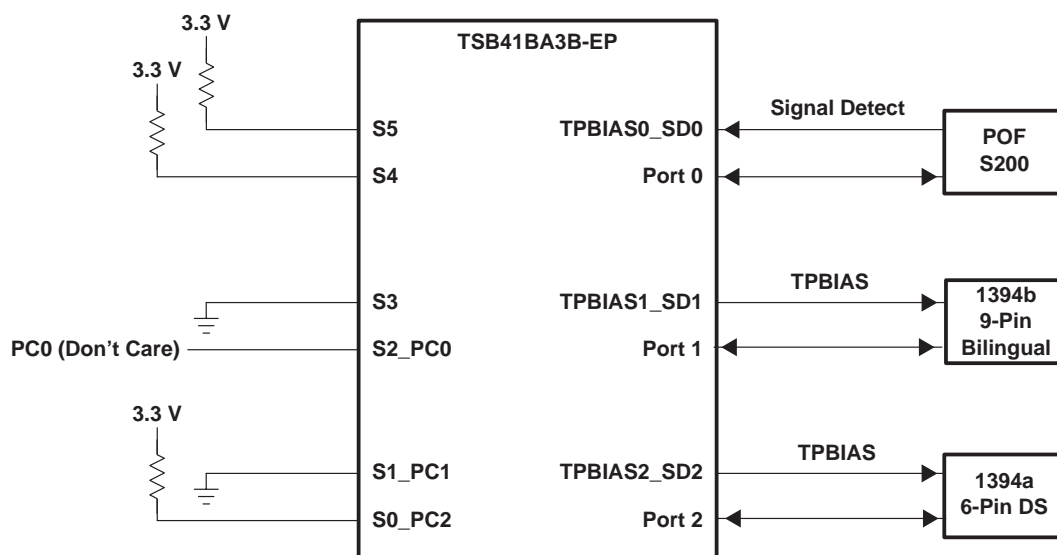 3.3 V
TSB41BA3B-EP
3.3 V
Signal Detect
S5
TPBIAS0_SD0
POF
S200
S4
Port 0
TPBIAS
S3
TPBIAS1_SD1
1394b
9-Pin
Bilingual
PC0 (Don't Care)
S2_PC0
Port 1
3.3 V
TPBIAS
S1_PC1
TPBIAS2_SD2
1394a
6-Pin DS
S0_PC2
Port 2